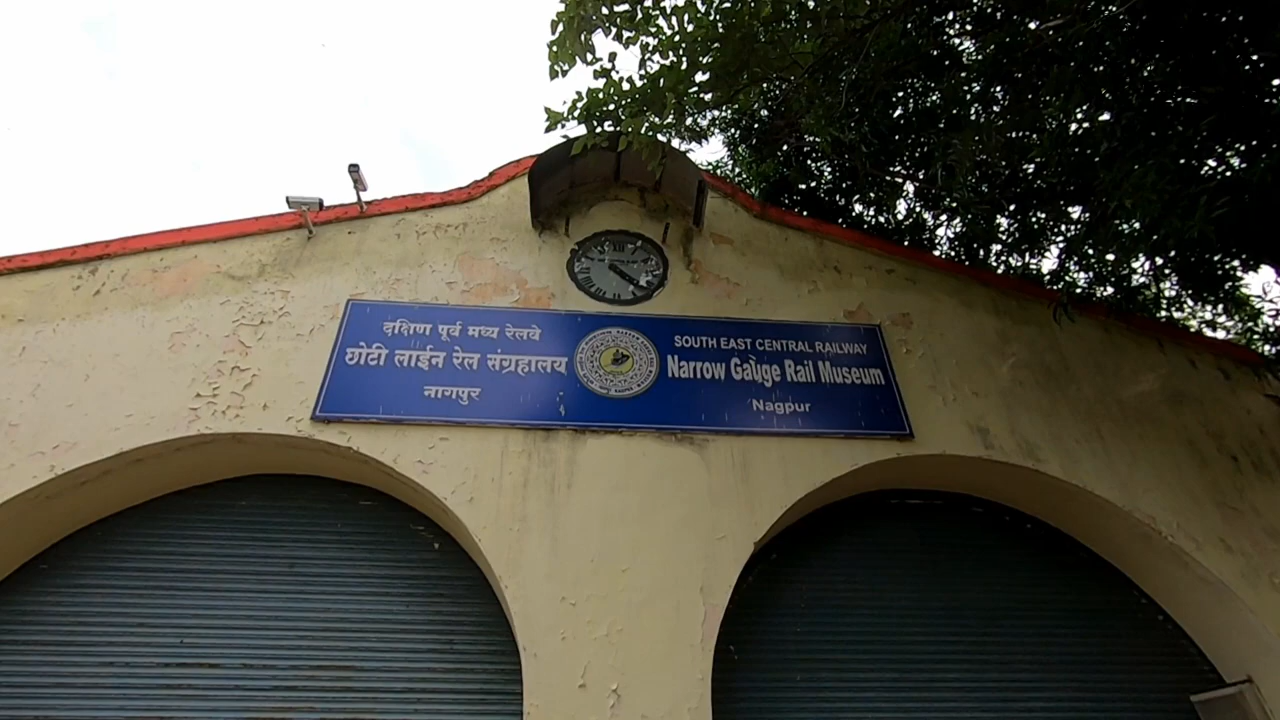 दक्षिण पूर्व मध्य रेलवे
छोटी लाईन रेल संग्रहालय
नागपुर
SOUTH EAST CENTRAL RAILWAY
Narrow Gauge Rail Museum
Nagpur